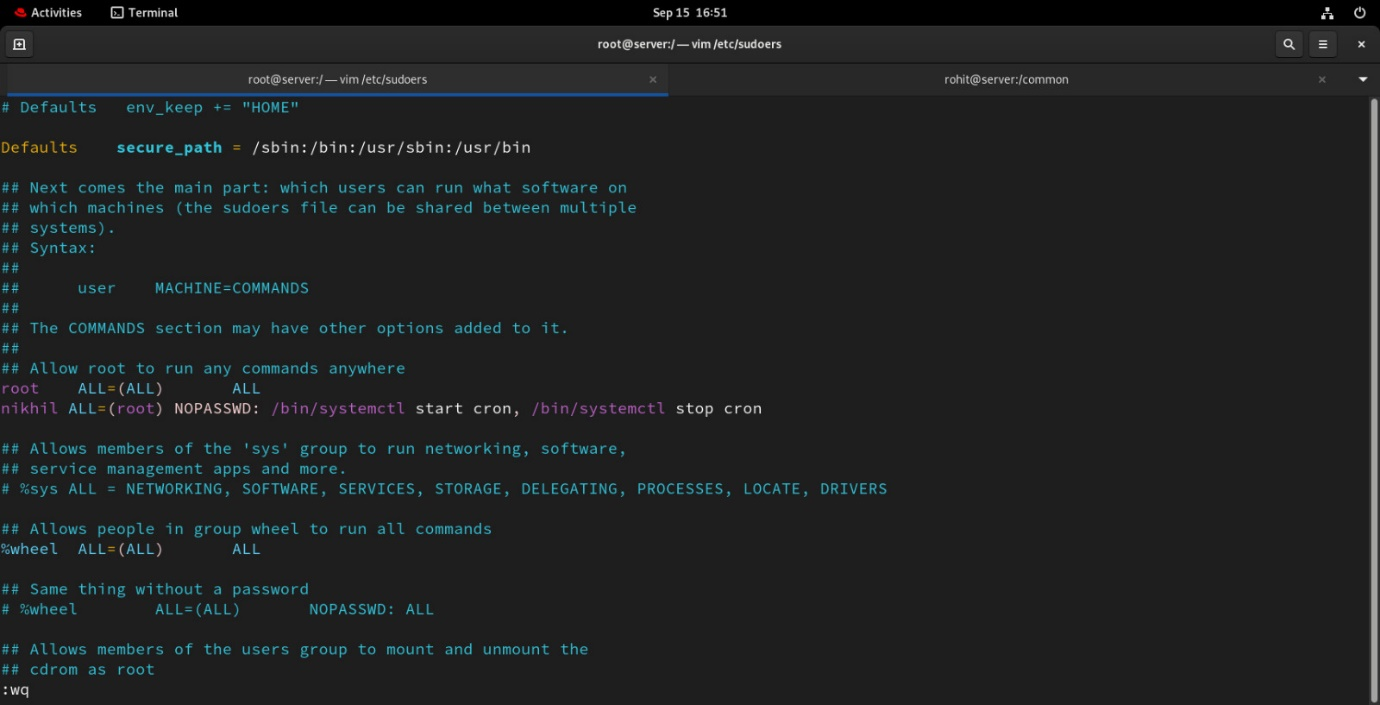 Activities Terminal Sep 15 16:51
root@server:/ — vim /etc/sudoers
root@server:/ — vim /etc/sudoers × rohit@server:/common ×
# Defaults   env_keep += "HOME"
Defaults    secure_path = /sbin:/bin:/usr/sbin:/usr/bin
## Next comes the main part: which users can run what software on
## which machines (the sudoers file can be shared between multiple
## systems).
## Syntax:
##
##      user    MACHINE=COMMANDS
##
## The COMMANDS section may have other options added to it.
##
## Allow root to run any commands anywhere
root    ALL=(ALL)       ALL
nikhil ALL=(root) NOPASSWD: /bin/systemctl start cron, /bin/systemctl stop cron
## Allows members of the 'sys' group to run networking, software,
## service management apps and more.
# %sys ALL = NETWORKING, SOFTWARE, SERVICES, STORAGE, DELEGATING, PROCESSES, LOCATE, DRIVERS
## Allows people in group wheel to run all commands
%wheel  ALL=(ALL)       ALL
## Same thing without a password
# %wheel        ALL=(ALL)       NOPASSWD: ALL
## Allows members of the users group to mount and unmount the
## cdrom as root
:wq